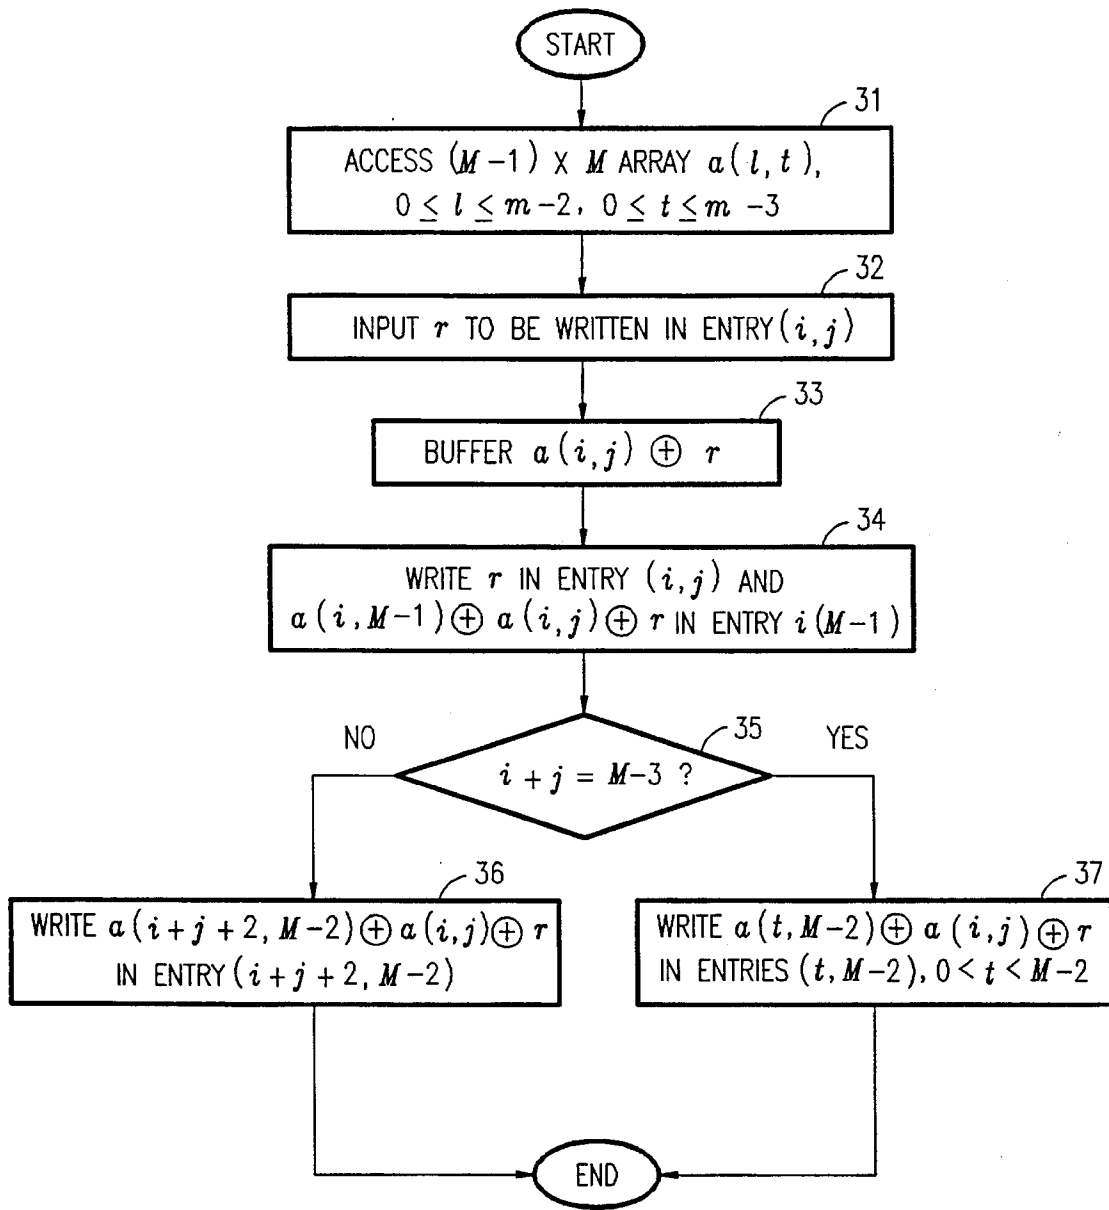 START
31
ACCESS (M-1) X M ARRAY a(l,t),
0 ≤ l ≤ m-2, 0 ≤ t ≤ m-3
32
INPUT r TO BE WRITTEN IN ENTRY(i,j)
33
BUFFER a(i,j) ⊕ r
34
WRITE r IN ENTRY (i,j) AND
a(i,M-1) ⊕ a(i,j) ⊕ r IN ENTRY i(M-1)
35
NO
YES
i + j = M-3 ?
36
WRITE a(i+j+2, M-2) ⊕ a(i,j) ⊕ r
IN ENTRY (i+j+2, M-2)
37
WRITE a(t,M-2) ⊕ a(i,j) ⊕ r
IN ENTRIES (t,M-2), 0 < t < M-2
END